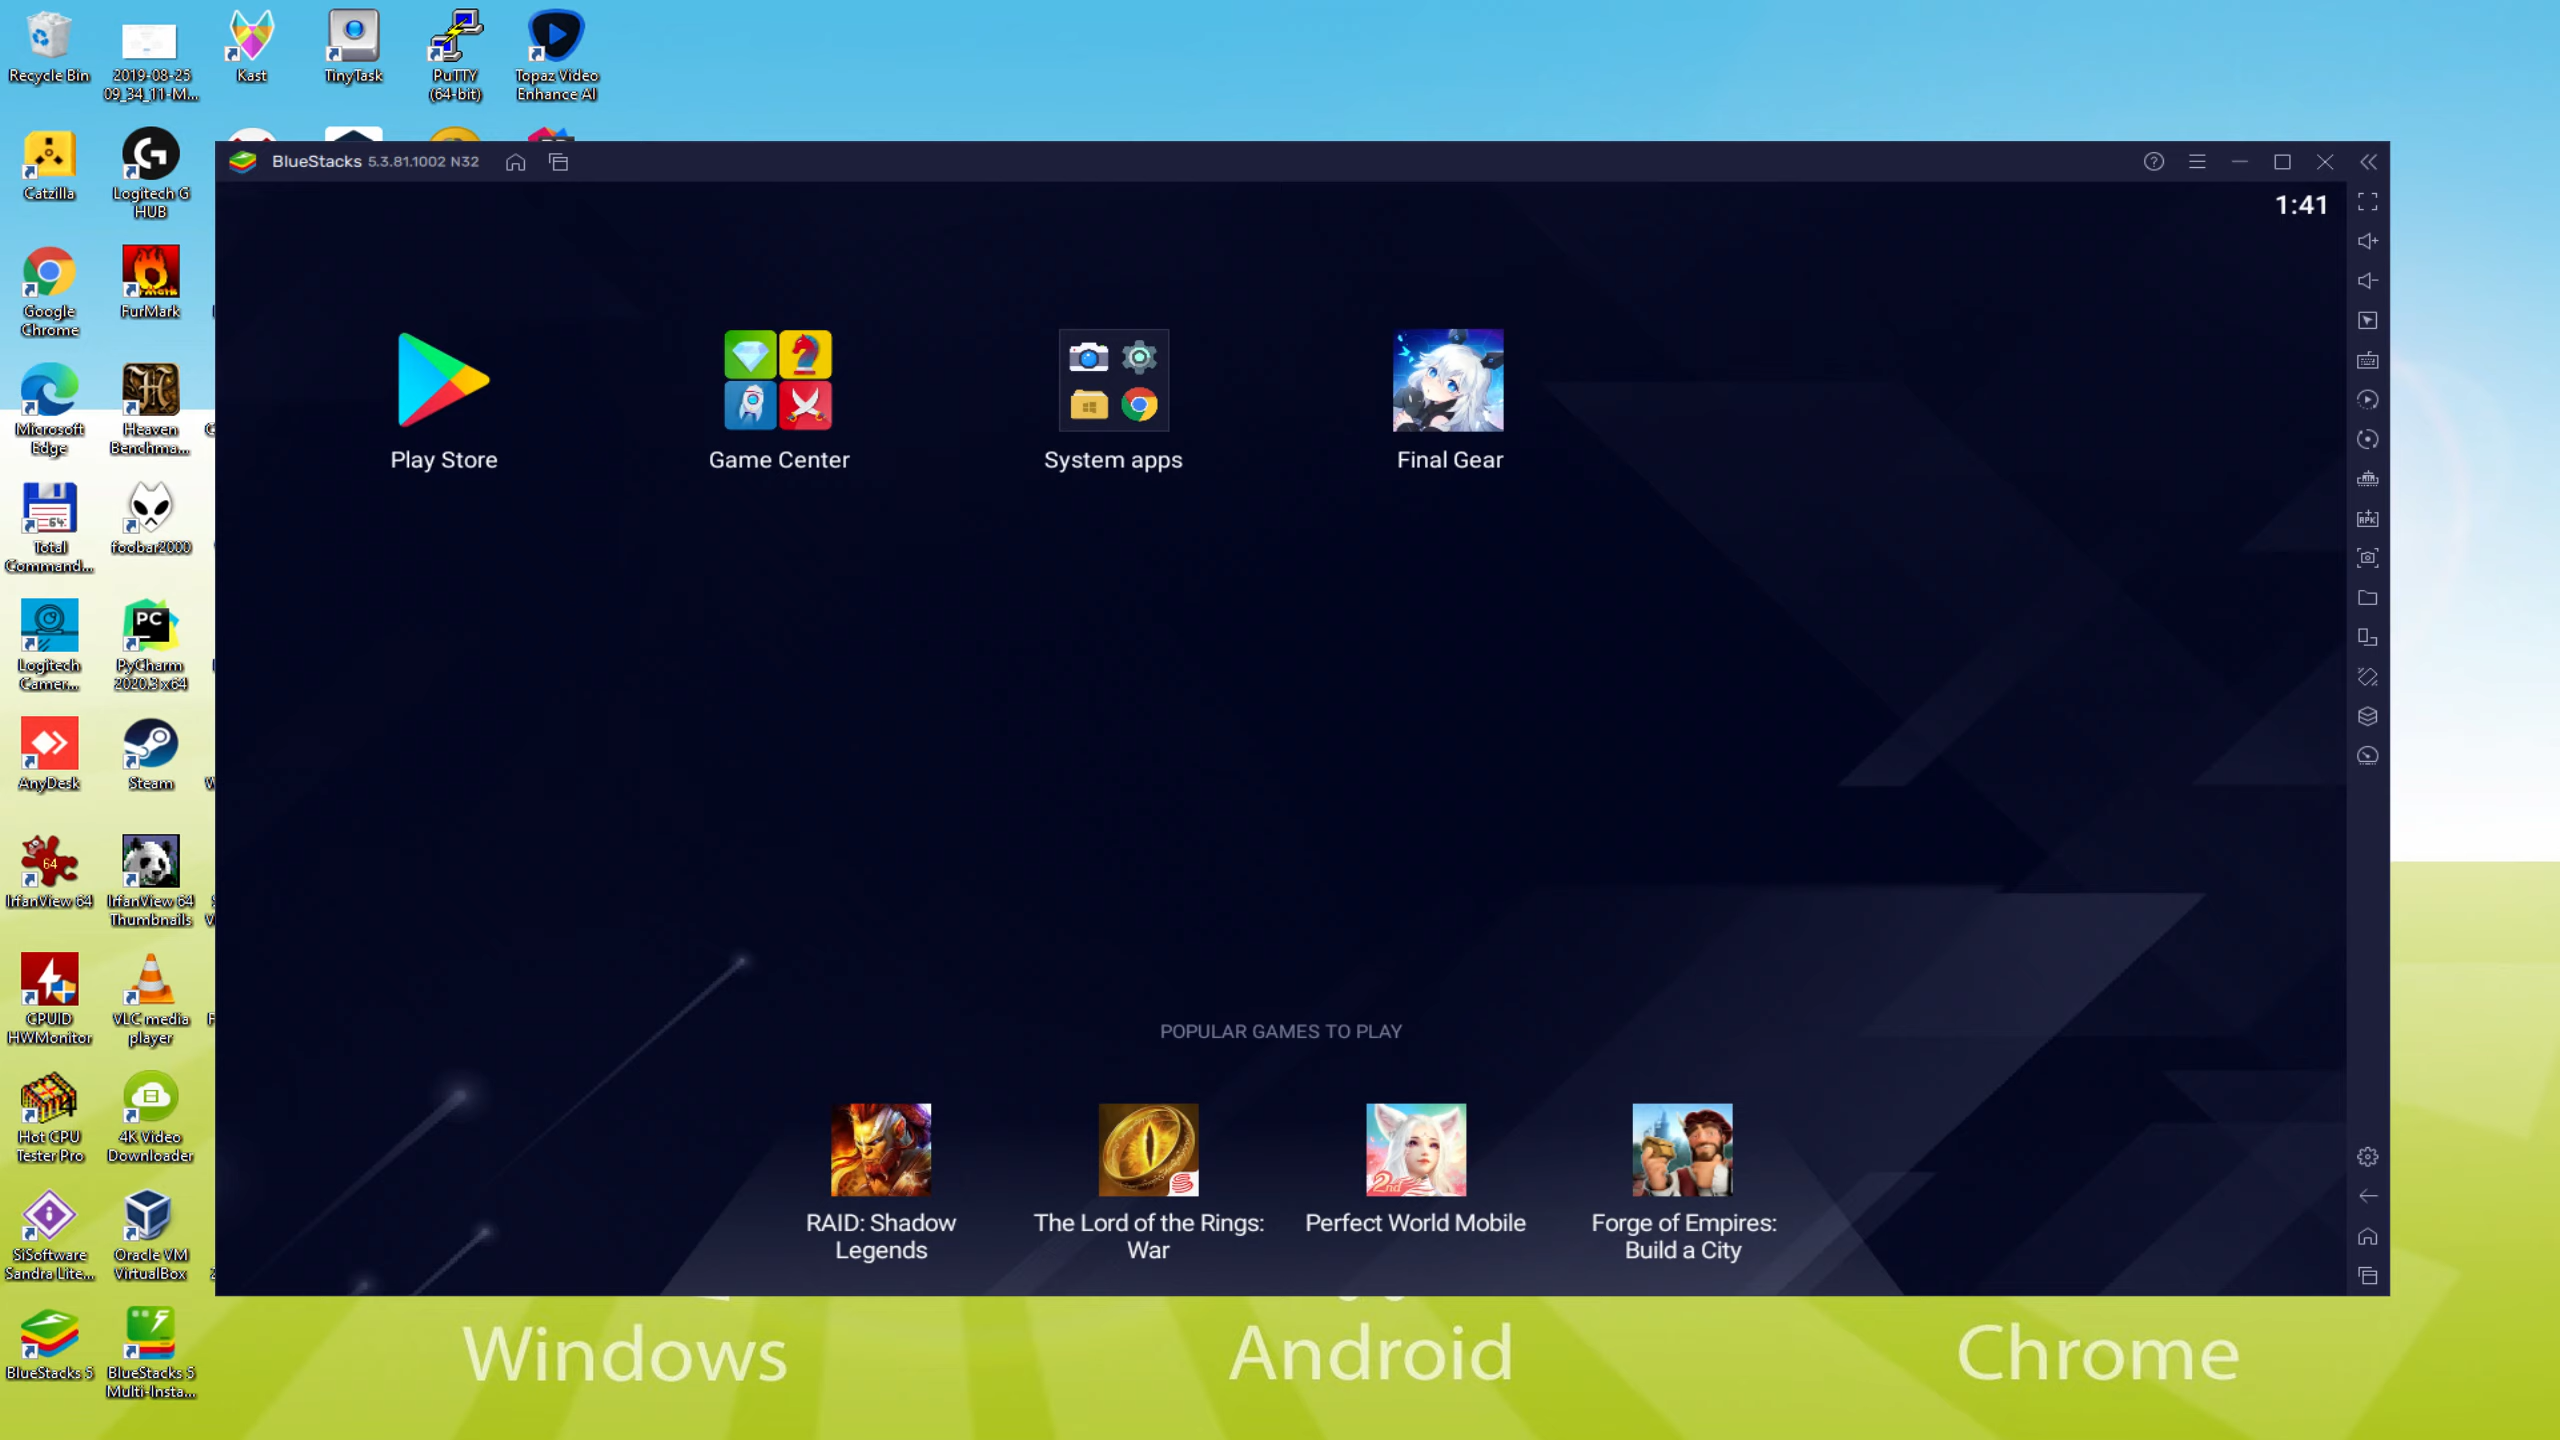 Recycle Bin
2019-08-25
09_34_11-M...
Kast
TinyTask
PuTTY
(64-bit)
Topaz Video
Enhance AI
Catzilla
Logitech G
HUB
Google
Chrome
FurMark
Microsoft
Edge
Heaven
Benchma...
Total
Command...
foobar2000
Logitech
Camer...
PyCharm
2020.3 x64
AnyDesk
Steam
IrfanView 64
IrfanView 64
Thumbnails
CPUID
HWMonitor
VLC media
player
Hot CPU
Tester Pro
4K Video
Downloader
SiSoftware
Sandra Lite...
Oracle VM
VirtualBox
BlueStacks 5
BlueStacks 5
Multi-Insta...
BlueStacks 5.3.81.1002 N32
1:41
Play Store
Game Center
System apps
Final Gear
POPULAR GAMES TO PLAY
RAID: Shadow
Legends
The Lord of the Rings:
War
Perfect World Mobile
Forge of Empires:
Build a City
Windows
Android
Chrome